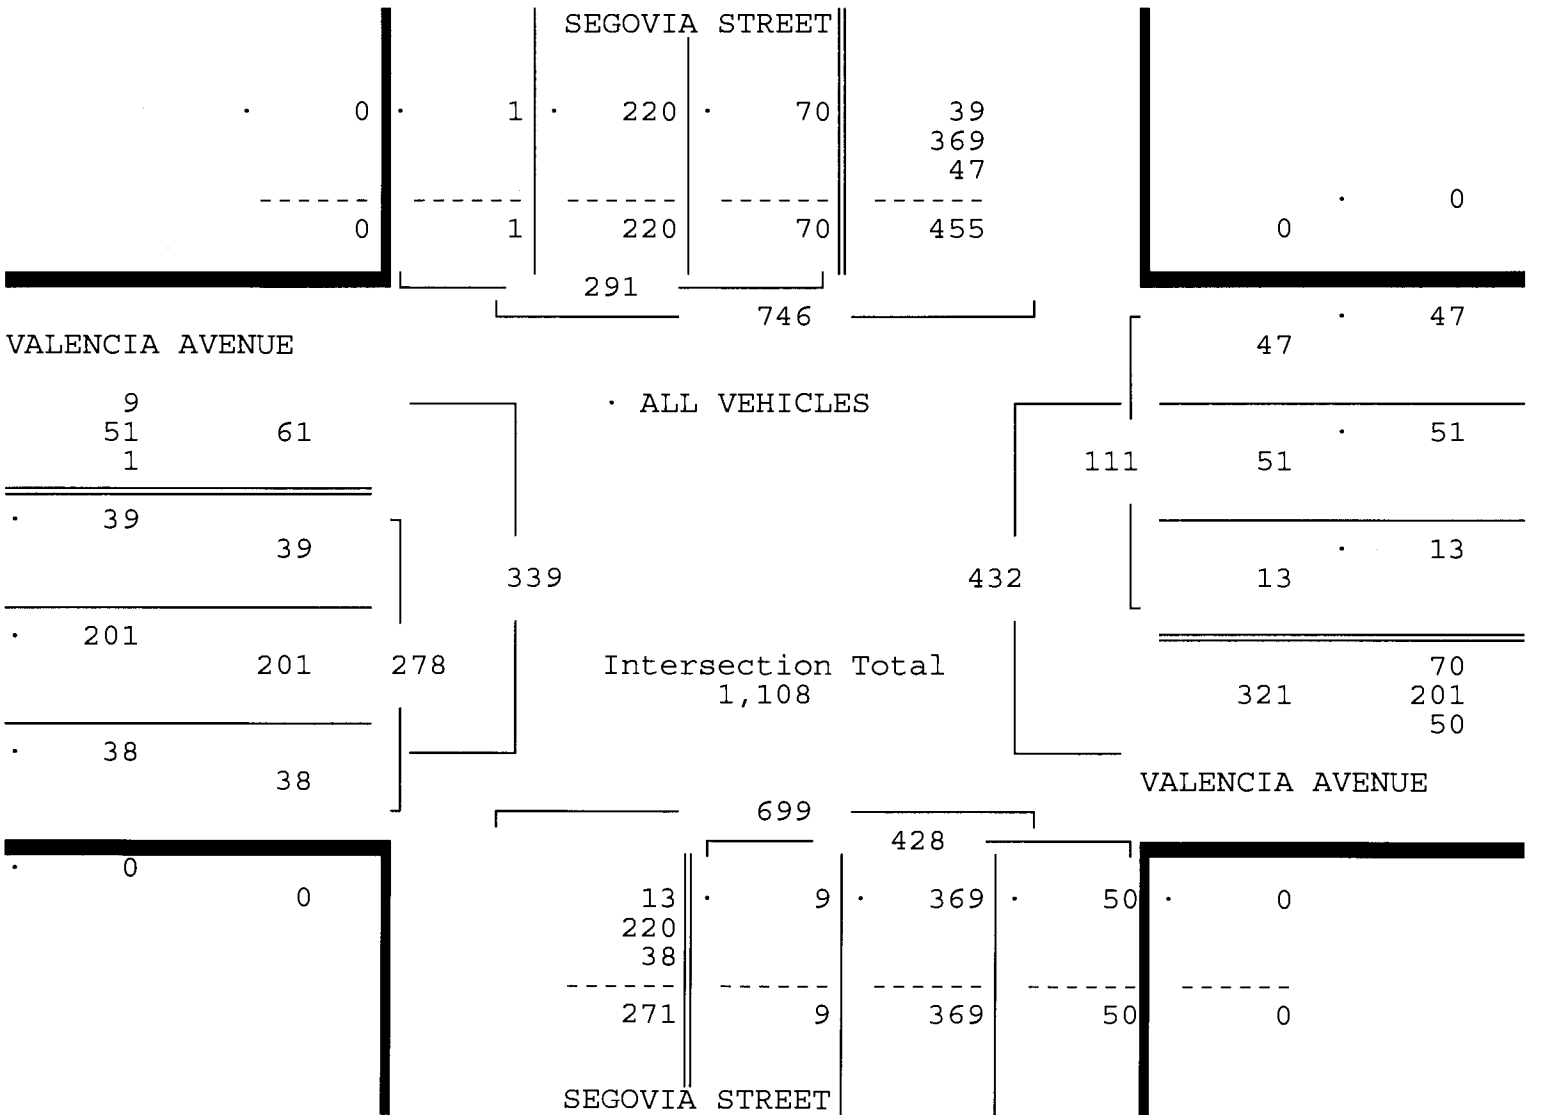 SEGOVIA STREET
· 0 · 1 · 220 · 70 39
369
47
· 0
------ ------ ------ ------ ------
0 1 220 70 455 0
291
746 · 47
VALENCIA AVENUE 47
9 · ALL VEHICLES
51 61 · 51
1 111 51
· 39
39 · 13
339 432 13
· 201
201 278 Intersection Total 70
1,108 321 201
50
· 38
38 VALENCIA AVENUE
699
428
· 0
0 13 · 9 · 369 · 50 · 0
220
38
------ ------ ------ ------ ------
271 9 369 50 0
SEGOVIA STREET